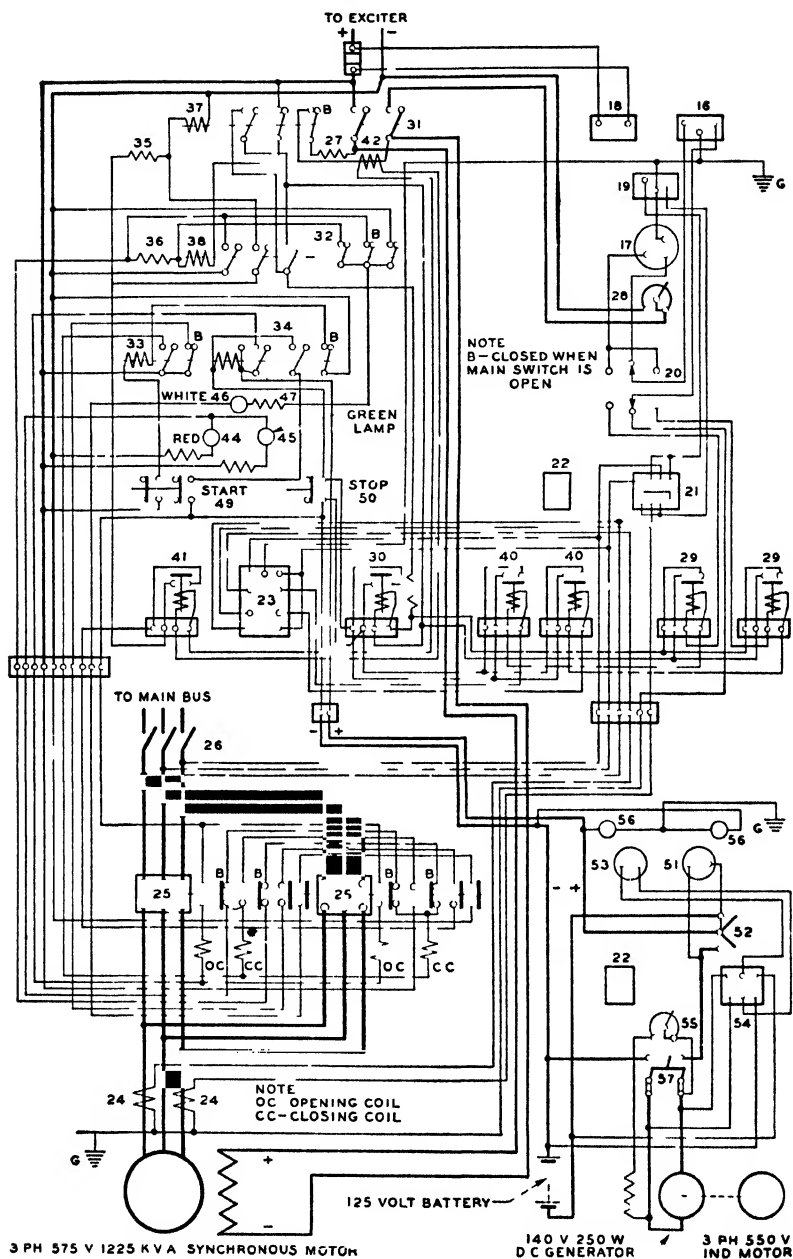 TO EXCITER
+ -
37
B
31
18
16
35
27
42
G
19
36
38
32
B
17
28
33
B
34
B
NOTE
B-CLOSED WHEN
MAIN SWITCH IS
OPEN
20
WHITE 46
47
GREEN
LAMP
RED 44
45
START
49
STOP
50
22
21
41
23
30
40
40
29
29
TO MAIN BUS
26
- +
G
56
56
53
51
25
B
B
25
B
B
- +
52
OC
CC
OC
CC
22
54
55
57
24
24
NOTE
OC-OPENING COIL
CC-CLOSING COIL
G
+
-
125 VOLT BATTERY
-
3 PH 575 V 1225 KVA SYNCHRONOUS MOTOR
140 V 250 W
DC GENERATOR
3 PH 550 V
IND MOTOR